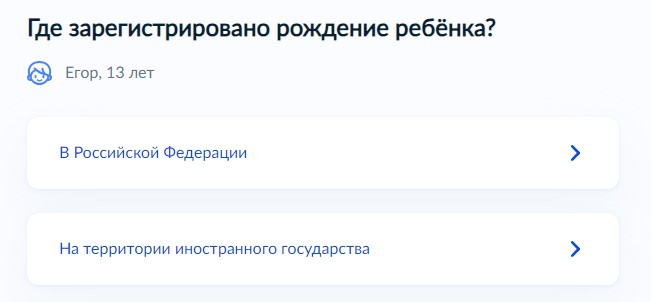 Где зарегистрировано рождение ребёнка?
Егор, 13 лет
В Российской Федерации
На территории иностранного государства